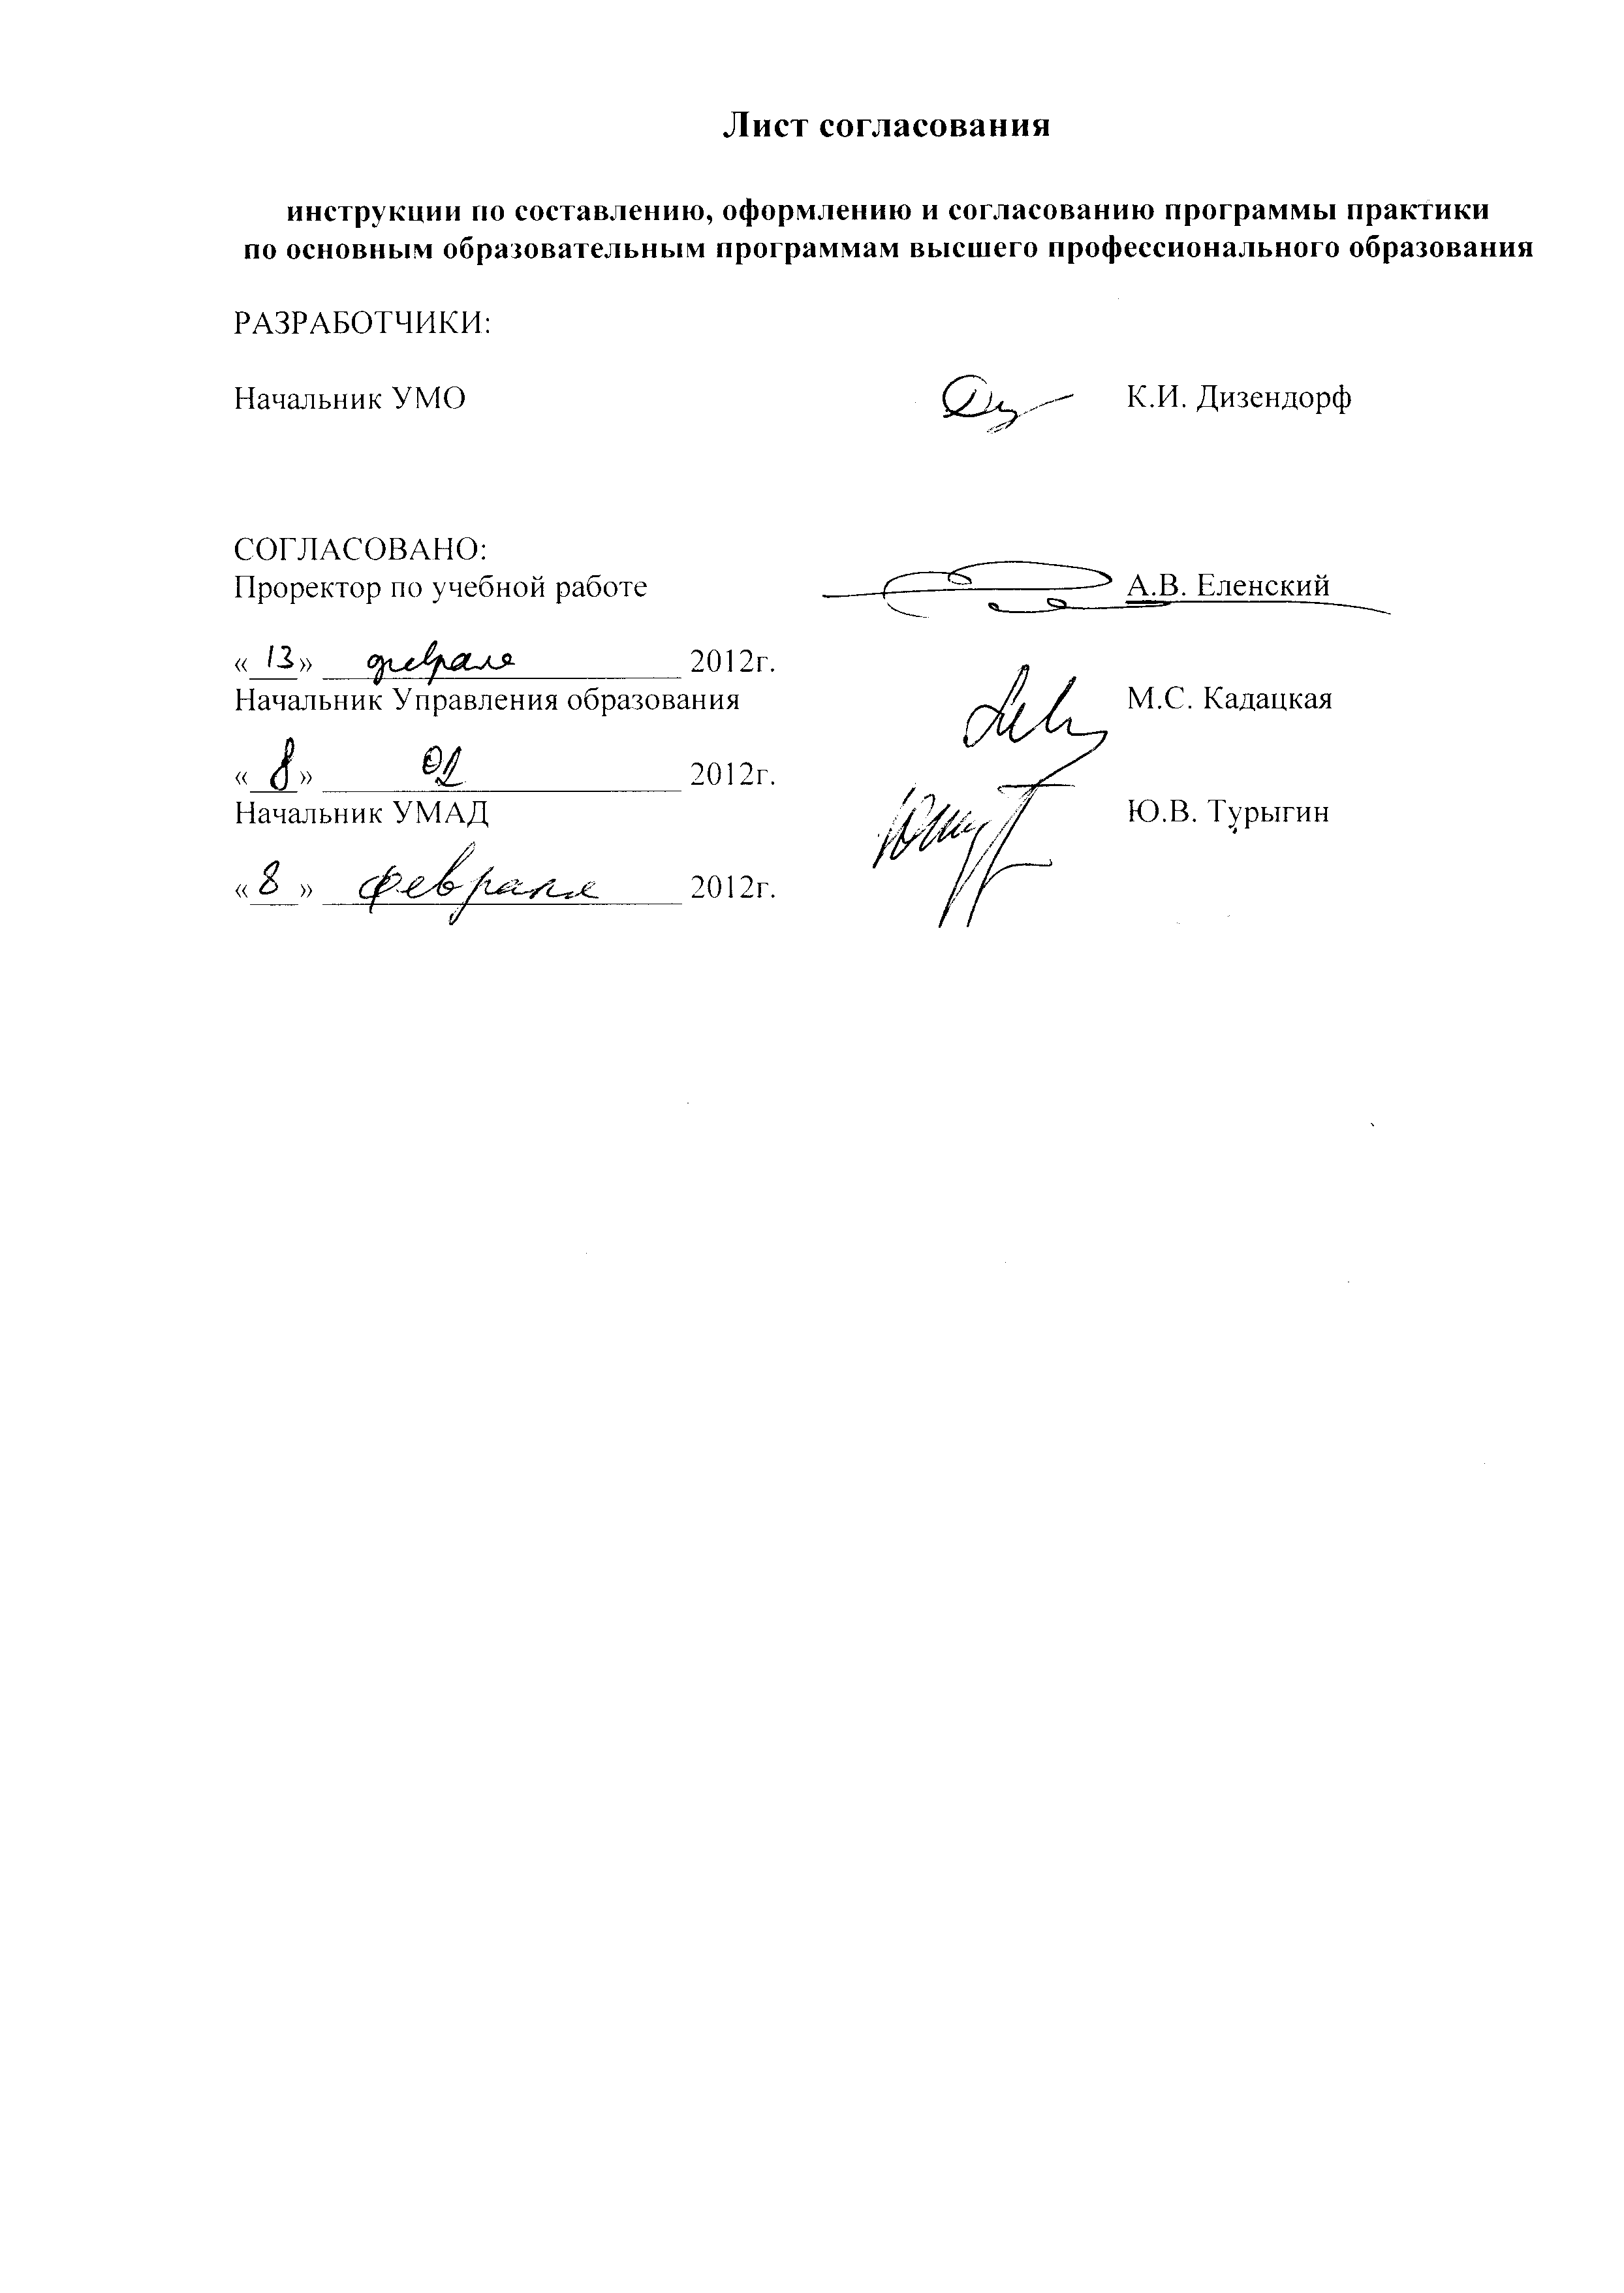 Лист согласования
инструкции по составлению, оформлению и согласованию программы практики
по основным образовательным программам высшего профессионального образования
РАЗРАБОТЧИКИ:
Начальник УМО К.И. Дизендорф
СОГЛАСОВАНО:
Проректор по учебной работе А.В. Еленский
«13» февраля 2012г.
Начальник Управления образования М.С. Кадацкая
«8» 02 2012г.
Начальник УМАД Ю.В. Турыгин
«8» февраля 2012г.